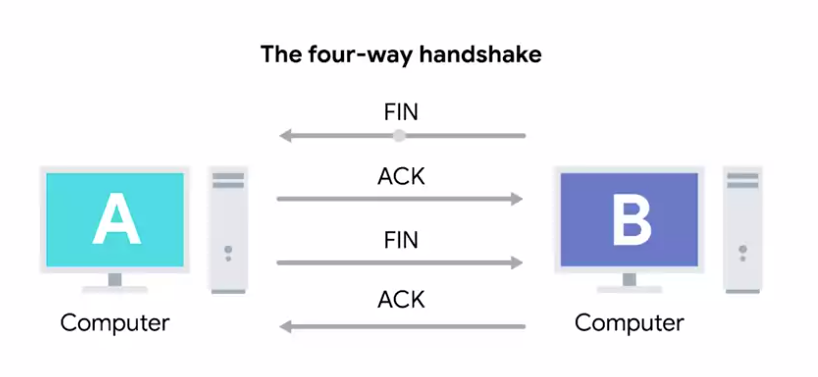 The four-way handshake
FIN
ACK
FIN
ACK
A
B
Computer
Computer